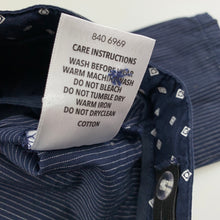 840 6969
CARE INSTRUCTIONS
WASH BEFORE WEAR
WARM MACHINE WASH
DO NOT BLEACH
DO NOT TUMBLE DRY
WARM IRON
DO NOT DRYCLEAN
COTTON